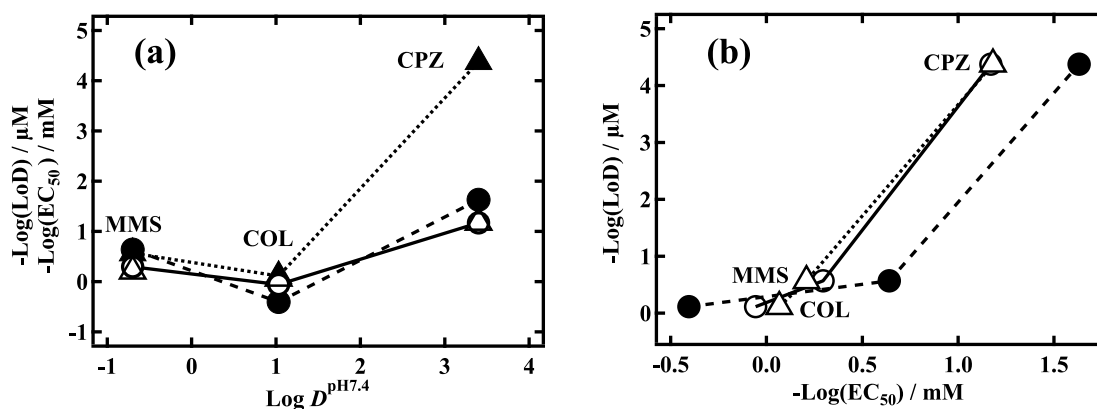 (a)
CPZ
MMS
COL
-Log(LoD) / μM
-Log(EC50) / mM
5
4
3
2
1
0
-1
-1
0
1
2
3
4
Log D^pH7.4
(b)
CPZ
MMS
COL
-Log(LoD) / μM
5
4
3
2
1
0
-0.5
0.0
0.5
1.0
1.5
-Log(EC50) / mM